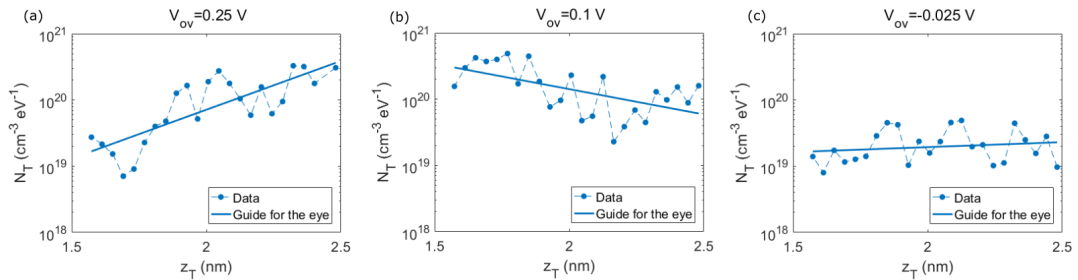 (a)
V_ov=0.25 V
N_T (cm^-3 eV^-1)
10^21
10^20
10^19
10^18
Data
Guide for the eye
1.5 2 2.5
z_T (nm)
(b)
V_ov=0.1 V
N_T (cm^-3 eV^-1)
10^21
10^20
10^19
10^18
Data
Guide for the eye
1.5 2 2.5
z_T (nm)
(c)
V_ov=-0.025 V
N_T (cm^-3 eV^-1)
10^21
10^20
10^19
10^18
Data
Guide for the eye
1.5 2 2.5
z_T (nm)